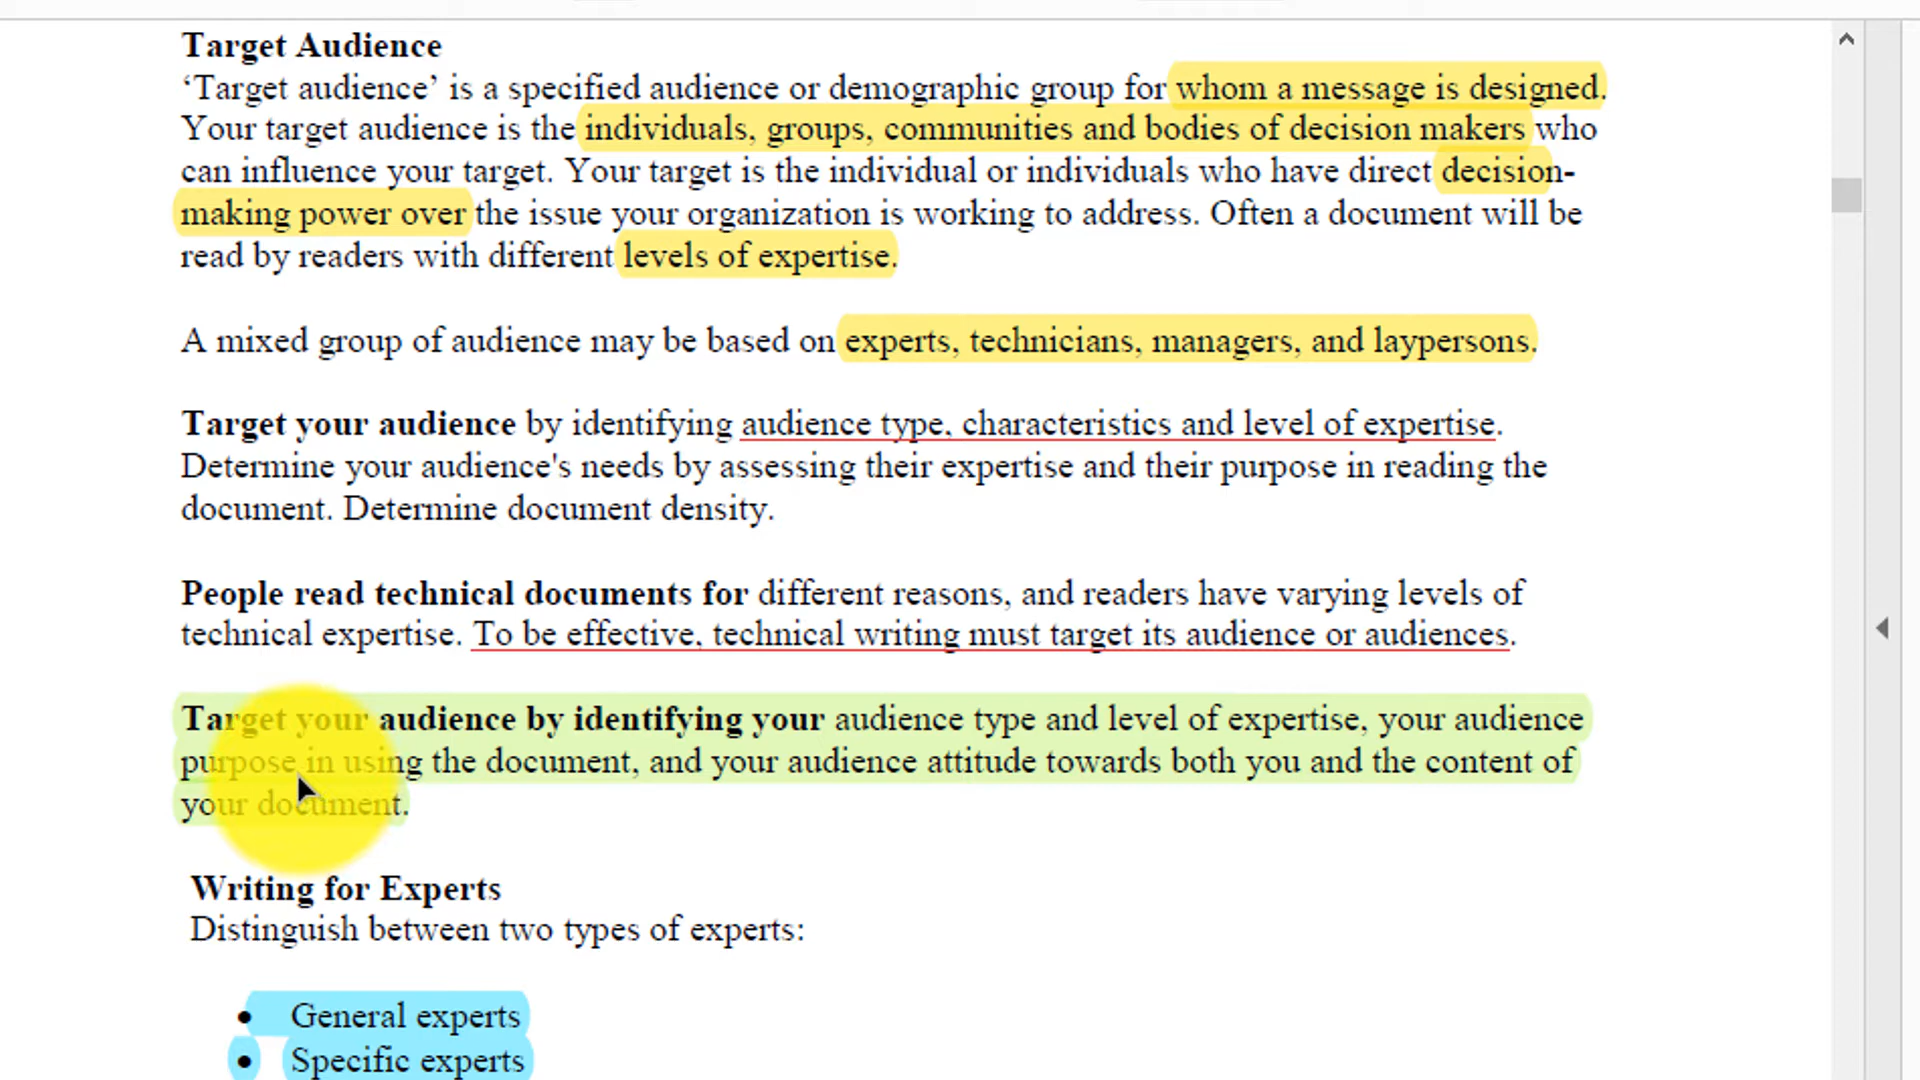 Target Audience
‘Target audience’ is a specified audience or demographic group for whom a message is designed.
Your target audience is the individuals, groups, communities and bodies of decision makers who
can influence your target. Your target is the individual or individuals who have direct decision-
making power over the issue your organization is working to address. Often a document will be
read by readers with different levels of expertise.
A mixed group of audience may be based on experts, technicians, managers, and laypersons.
Target your audience by identifying audience type, characteristics and level of expertise.
Determine your audience's needs by assessing their expertise and their purpose in reading the
document. Determine document density.
People read technical documents for different reasons, and readers have varying levels of
technical expertise. To be effective, technical writing must target its audience or audiences.
Target your audience by identifying your audience type and level of expertise, your audience
purpose in using the document, and your audience attitude towards both you and the content of
your document.
Writing for Experts
Distinguish between two types of experts:
• General experts
• Specific experts